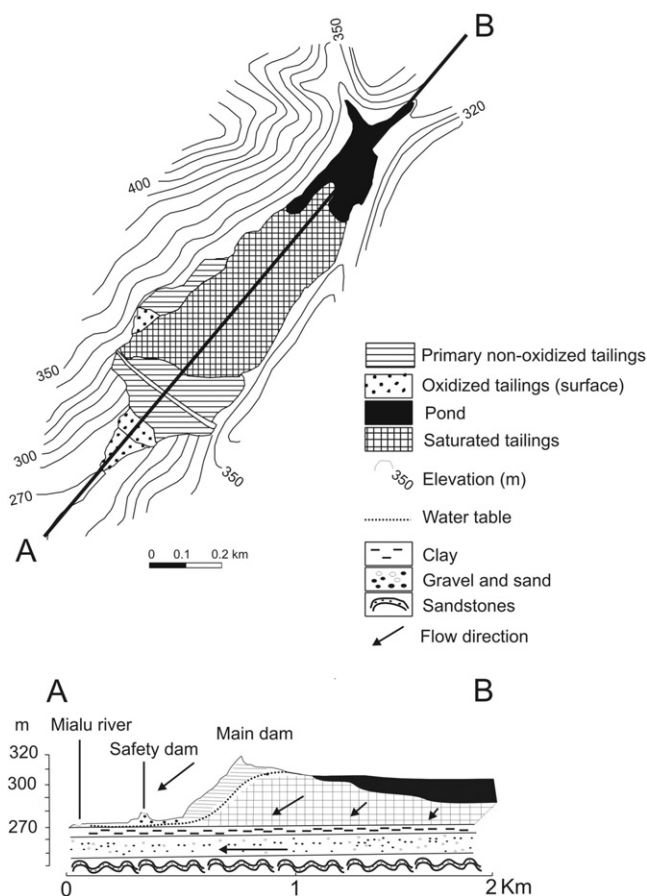 B
350
320
400
350
300
270
350
A
0 0.1 0.2 km
Primary non-oxidized tailings
Oxidized tailings (surface)
Pond
Saturated tailings
350 Elevation (m)
Water table
Clay
Gravel and sand
Sandstones
Flow direction
A B
m Mialu river
Safety dam
Main dam
320
300
270
0 1 2 Km